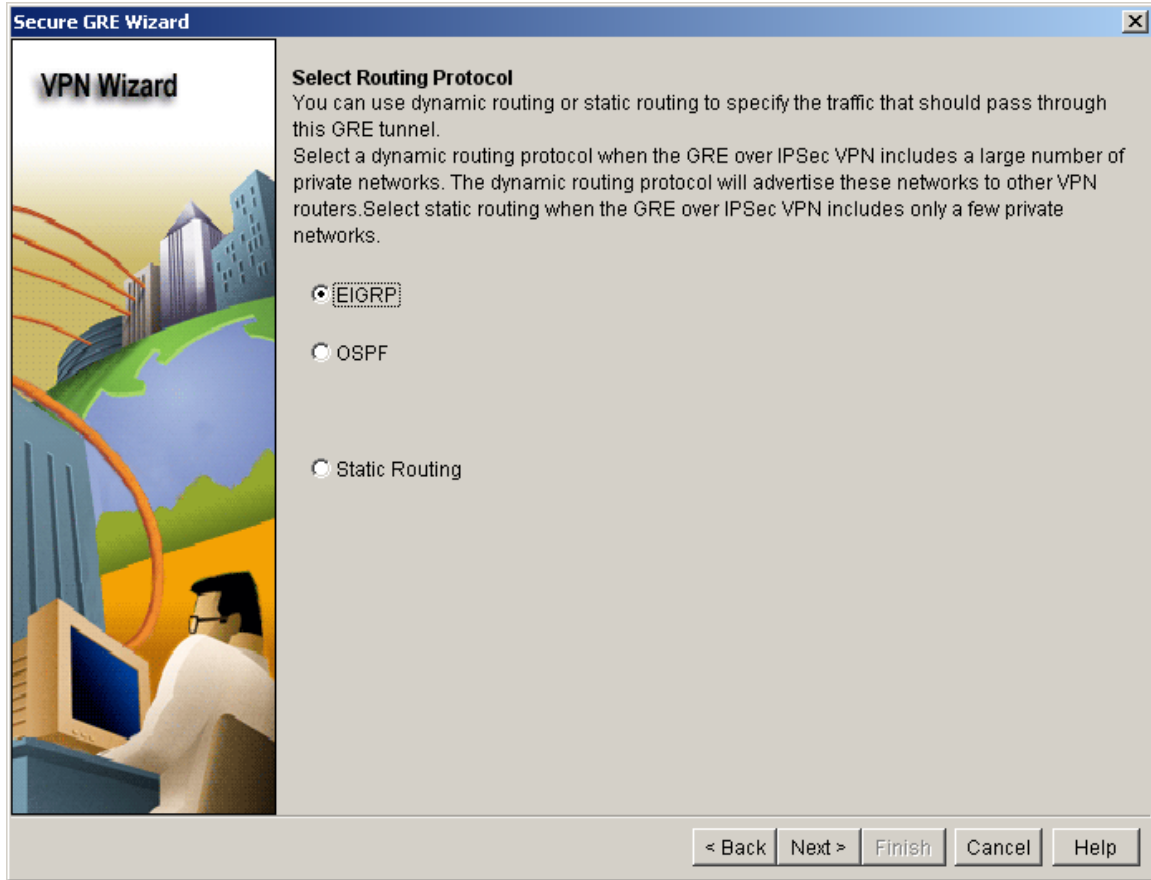 Secure GRE Wizard
VPN Wizard
Select Routing Protocol
You can use dynamic routing or static routing to specify the traffic that should pass through
this GRE tunnel.
Select a dynamic routing protocol when the GRE over IPSec VPN includes a large number of
private networks. The dynamic routing protocol will advertise these networks to other VPN
routers.Select static routing when the GRE over IPSec VPN includes only a few private
networks.
EIGRP
OSPF
Static Routing
< Back Next > Finish Cancel Help